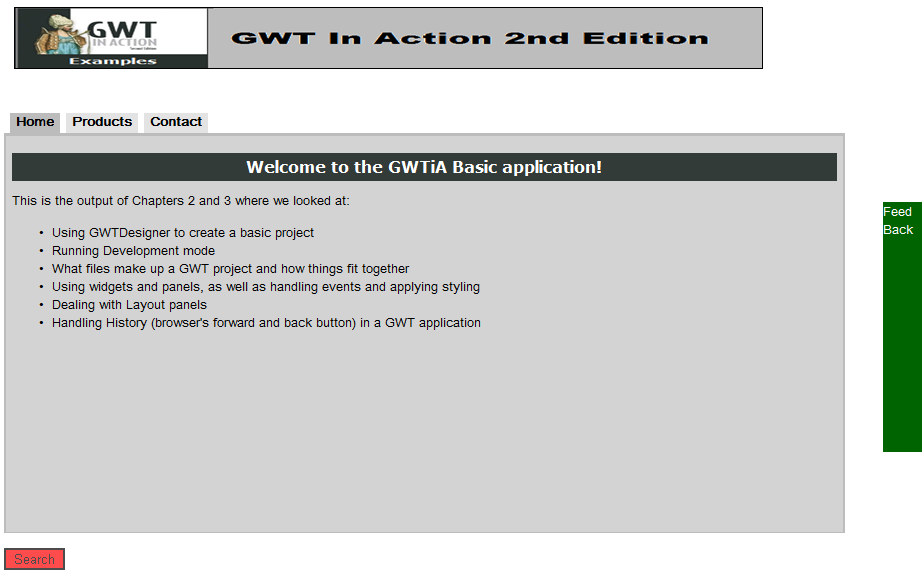 GWT
IN ACTION
Second Edition
Examples
GWT In Action 2nd Edition
Home Products Contact
Welcome to the GWTiA Basic application!
This is the output of Chapters 2 and 3 where we looked at:
• Using GWTDesigner to create a basic project
• Running Development mode
• What files make up a GWT project and how things fit together
• Using widgets and panels, as well as handling events and applying styling
• Dealing with Layout panels
• Handling History (browser's forward and back button) in a GWT application
Feed
Back
Search